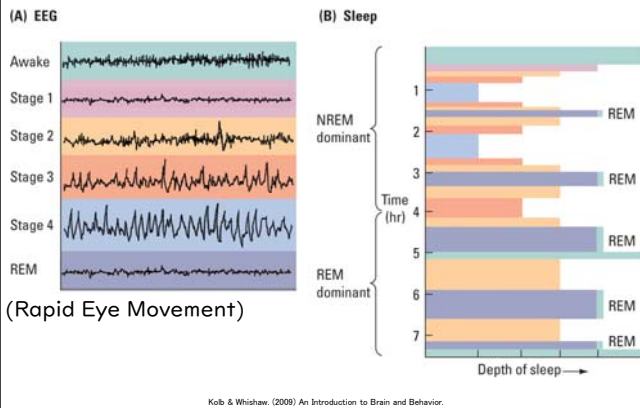 (A) EEG
Awake
Stage 1
Stage 2
Stage 3
Stage 4
REM
(Rapid Eye Movement)
(B) Sleep
NREM
dominant
REM
dominant
Time
(hr)
1
2
3
4
5
6
7
REM
REM
REM
REM
REM
Depth of sleep
Kolb & Whishaw. (2009) An Introduction to Brain and Behavior.